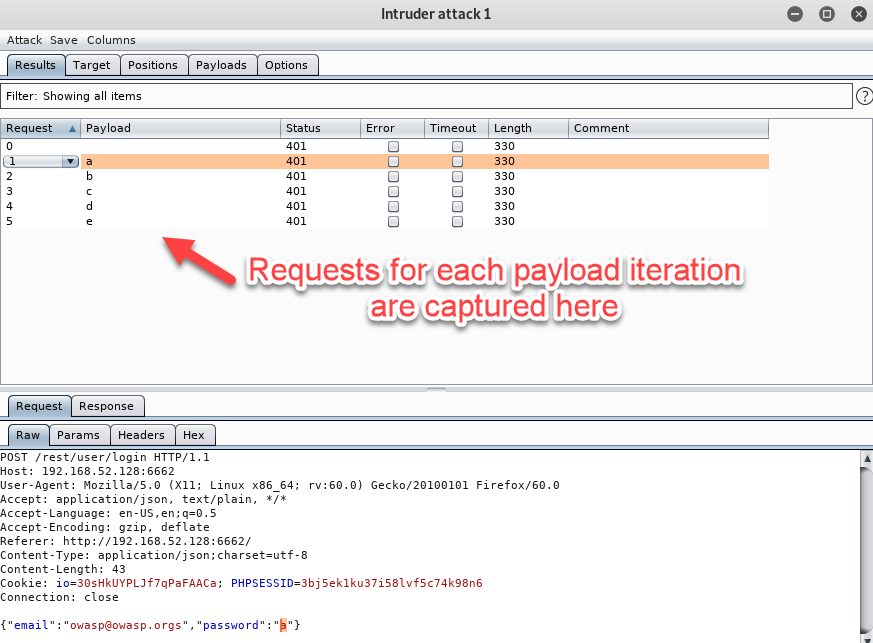 Intruder attack 1
Attack Save Columns
Results Target Positions Payloads Options
Filter: Showing all items
?
Request Payload Status Error Timeout Length Comment
0 401 330
1 a 401 330
2 b 401 330
3 c 401 330
4 d 401 330
5 e 401 330
Requests for each payload iteration
are captured here
Request Response
Raw Params Headers Hex
POST /rest/user/login HTTP/1.1
Host: 192.168.52.128:6662
User-Agent: Mozilla/5.0 (X11; Linux x86_64; rv:60.0) Gecko/20100101 Firefox/60.0
Accept: application/json, text/plain, */*
Accept-Language: en-US,en;q=0.5
Accept-Encoding: gzip, deflate
Referer: http://192.168.52.128:6662/
Content-Type: application/json;charset=utf-8
Content-Length: 43
Cookie: io=30sHkUYPLJf7qPaFAACa; PHPSESSID=3bj5ek1ku37i58lvf5c74k98n6
Connection: close
{"email":"owasp@owasp.orgs","password":"a"}